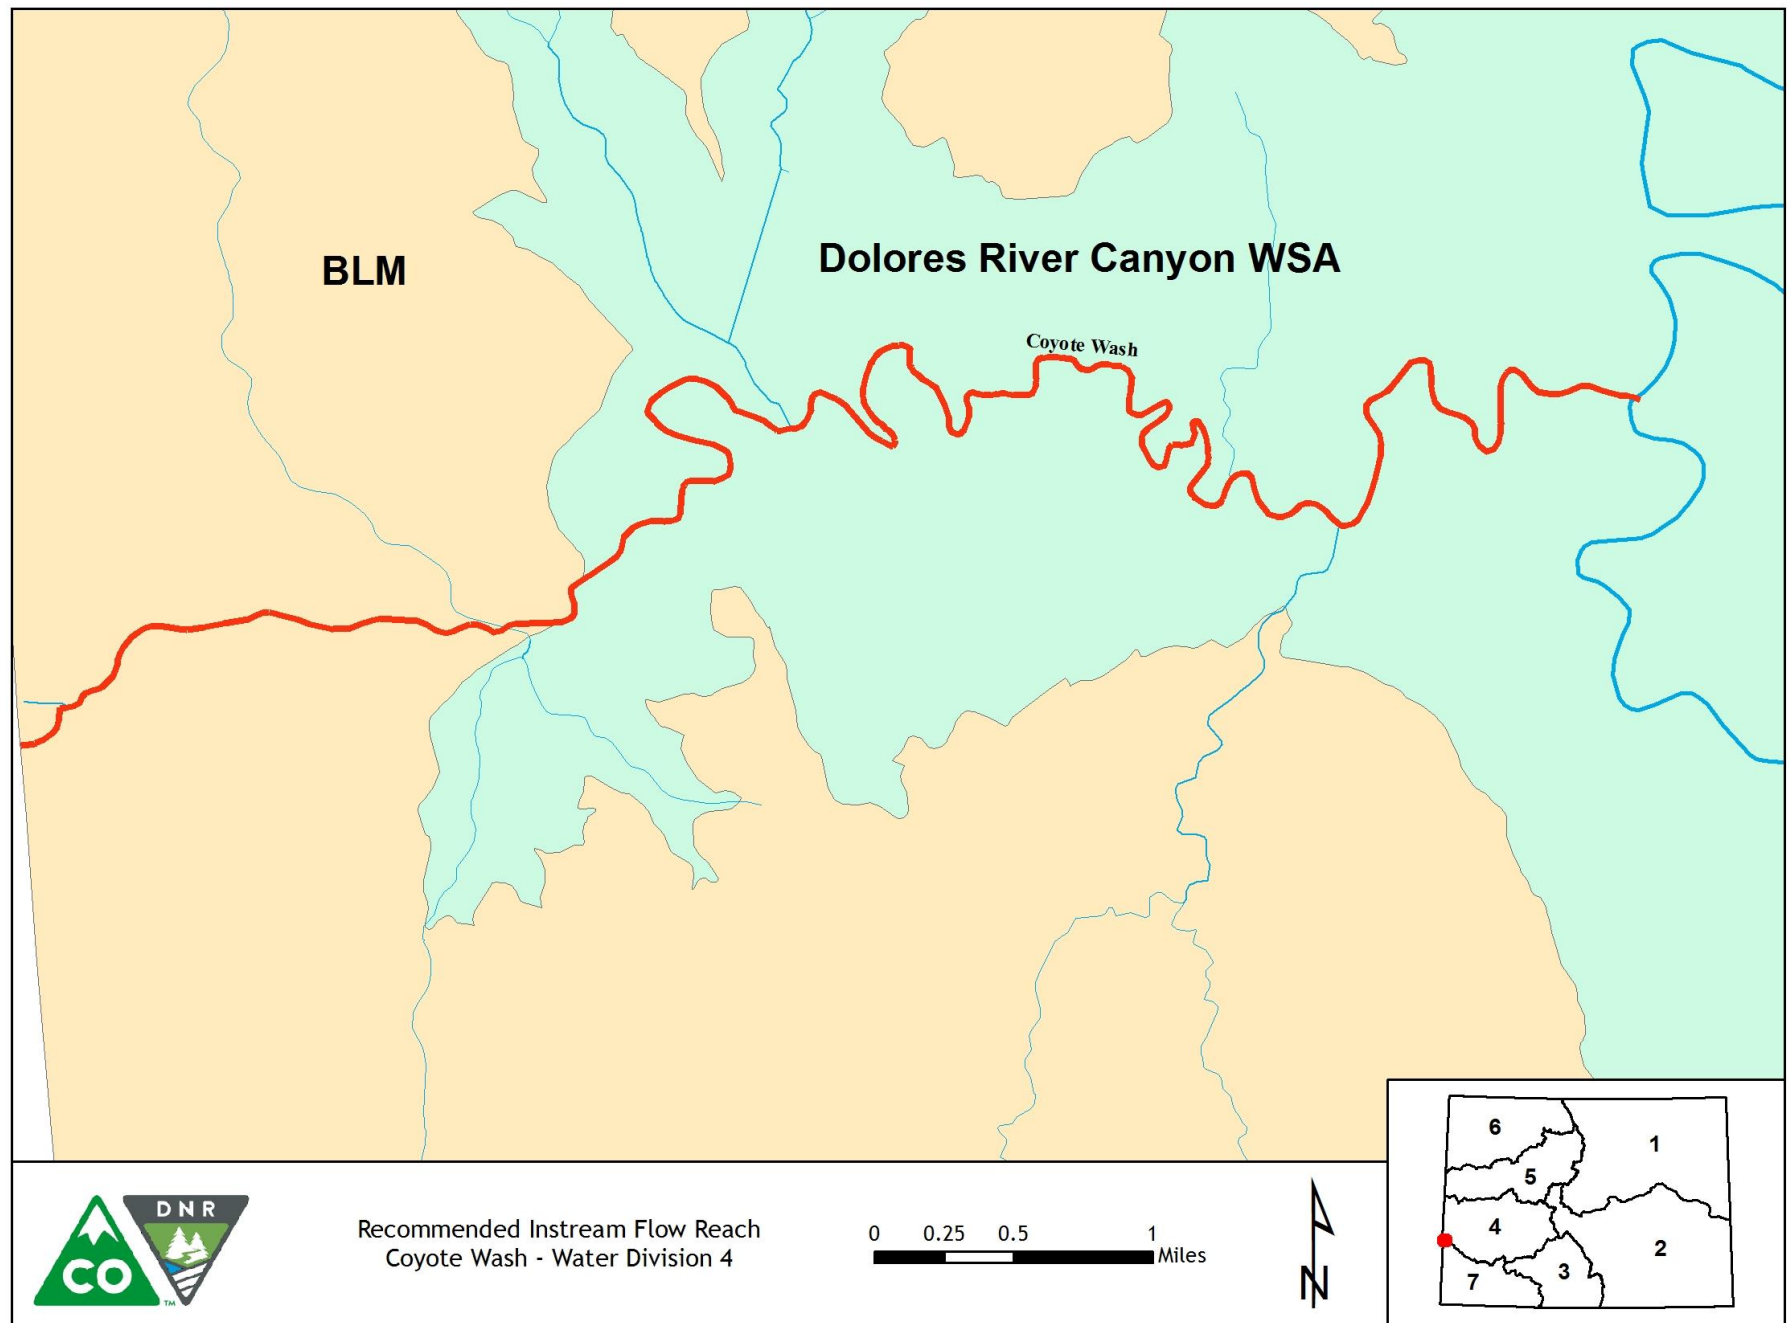 BLM
Dolores River Canyon WSA
Coyote Wash
DNR
CO
TM
Recommended Instream Flow Reach
Coyote Wash - Water Division 4
0 0.25 0.5 1
Miles
N
6
1
5
4
2
3
7